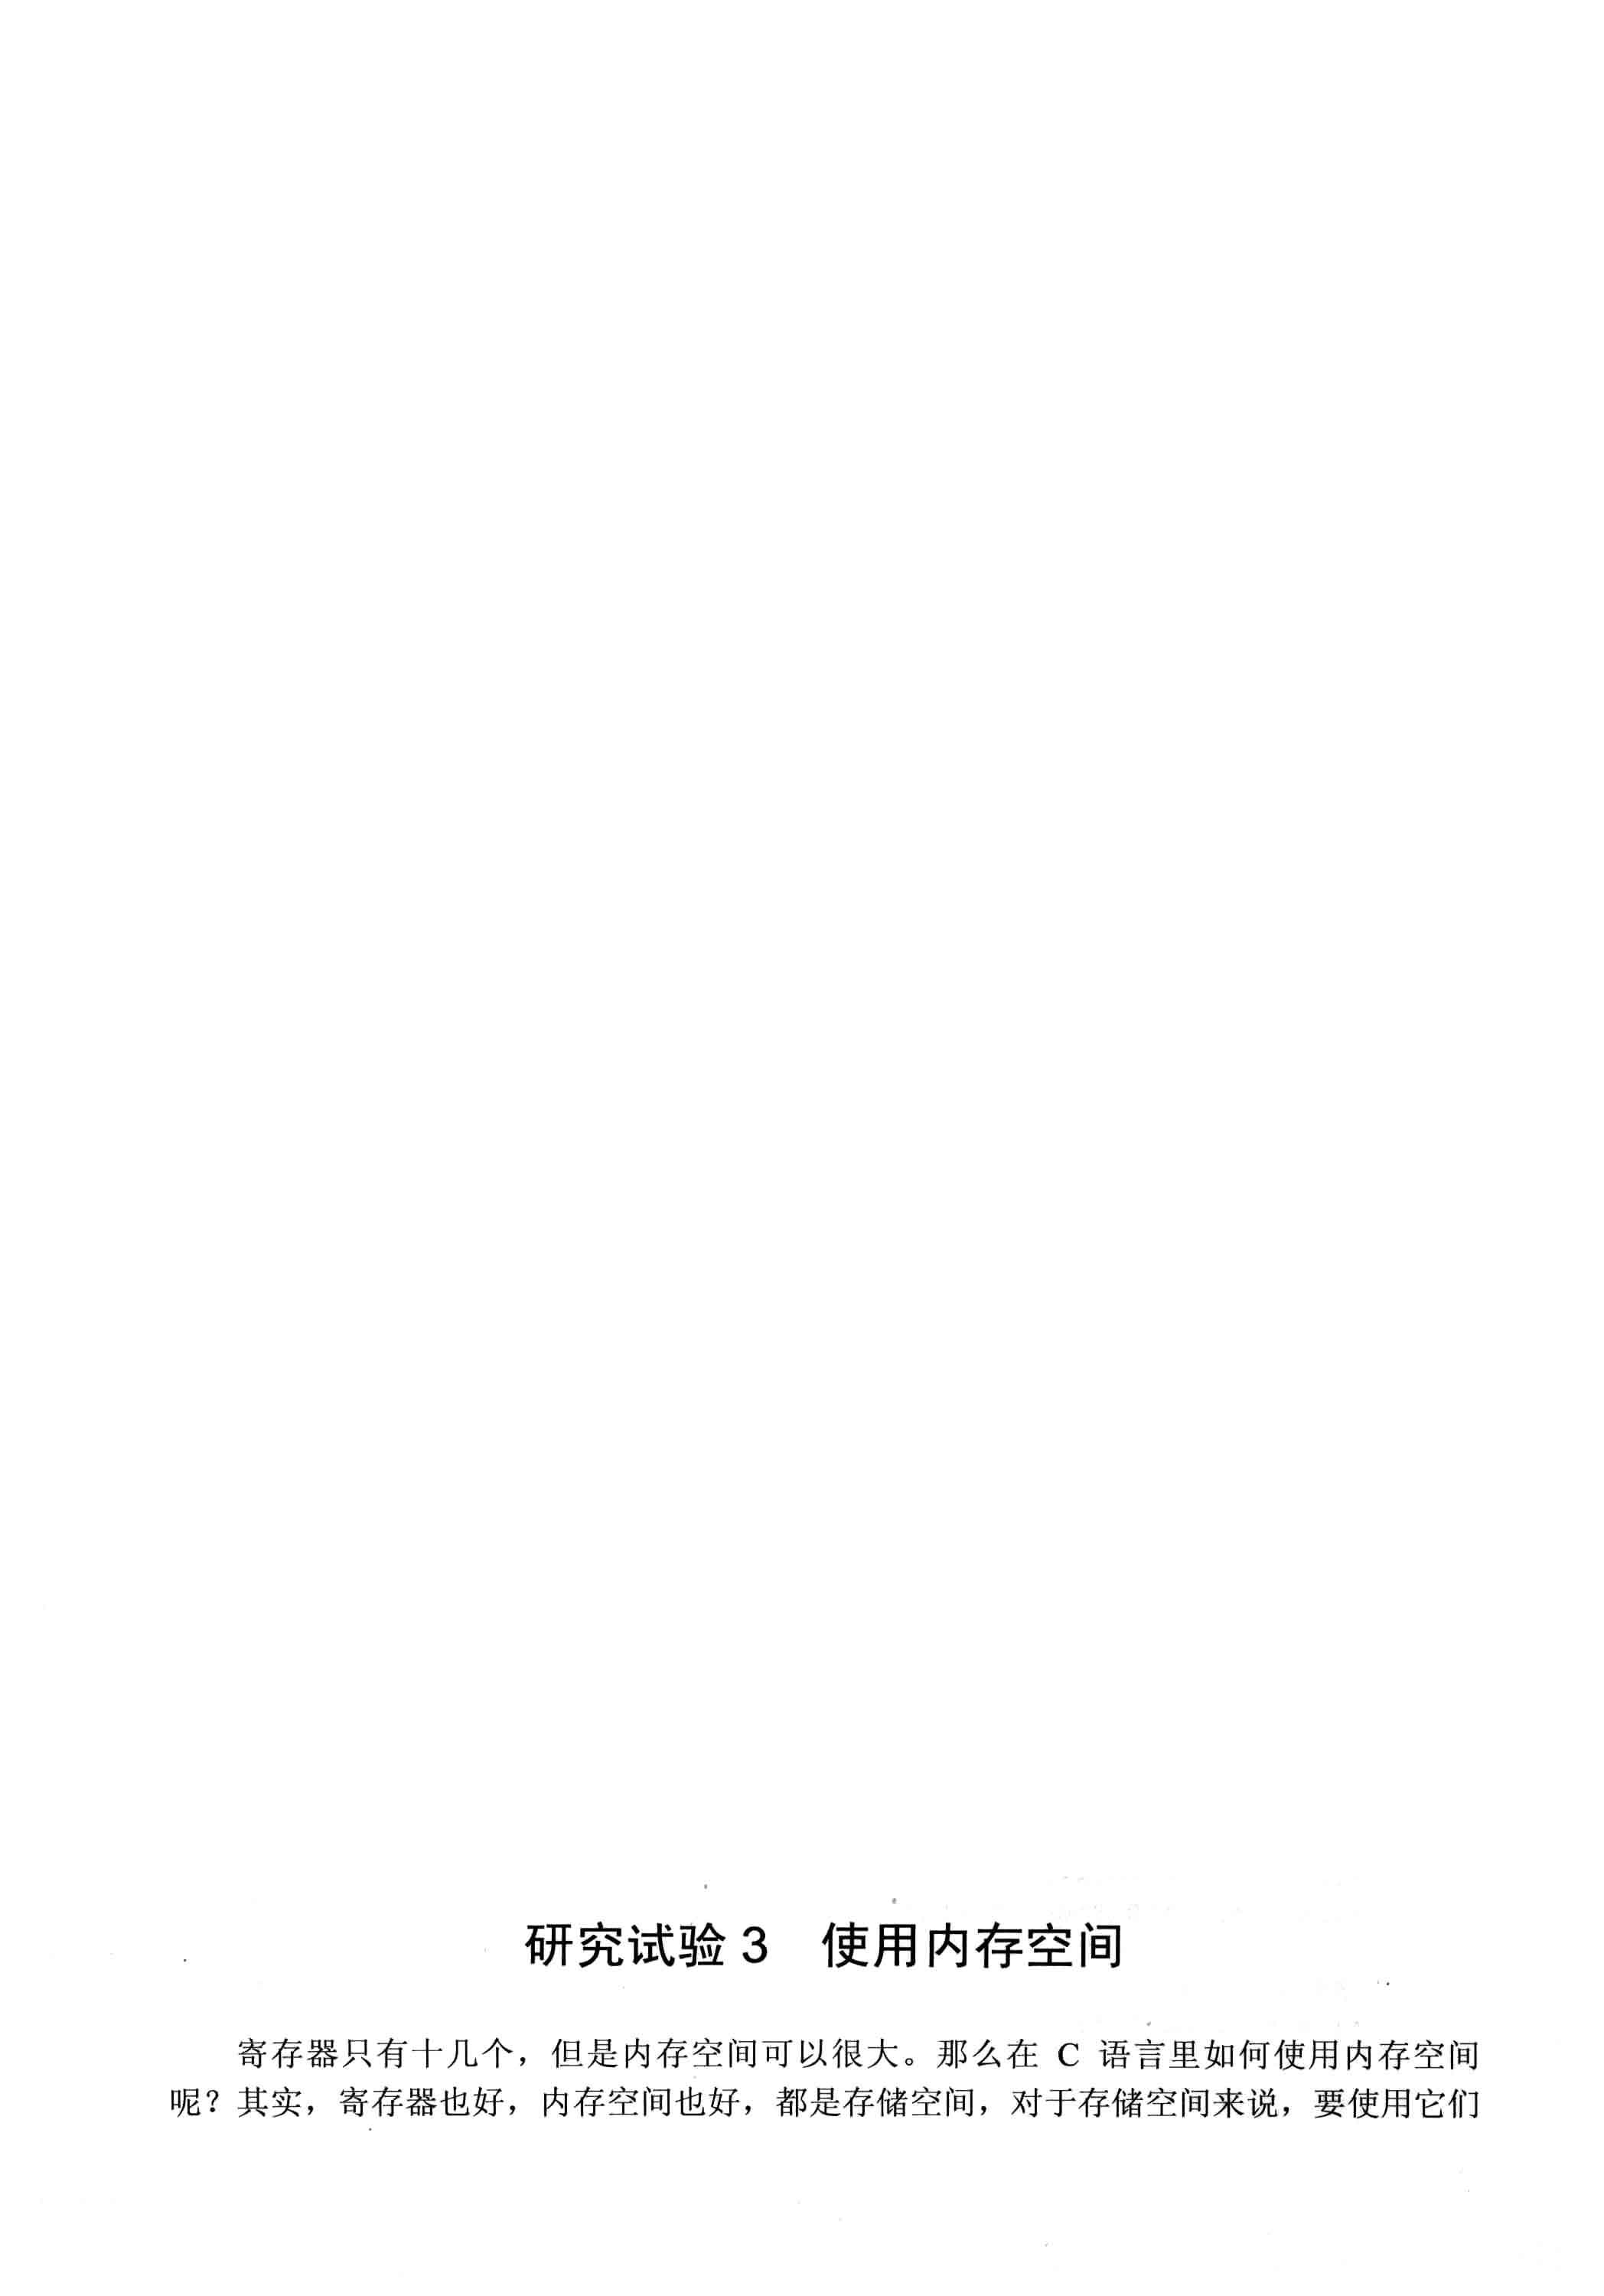 研究试验 3　使用内存空间
寄存器只有十几个，但是内存空间可以很大。那么在 C 语言里如何使用内存空间
呢？其实，寄存器也好，内存空间也好，都是存储空间，对于存储空间来说，要使用它们